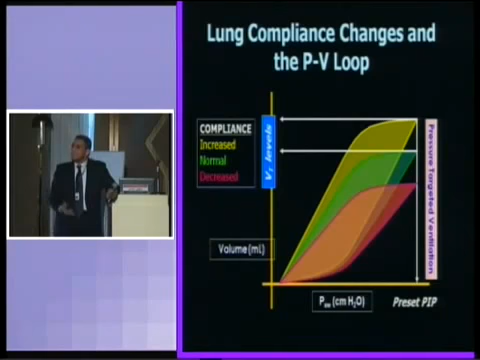 Lung Compliance Changes and
the P-V Loop
COMPLIANCE
Increased
Normal
Decreased
VT levels
Volume (mL)
Paw (cm H2O)
Preset PIP
Pressure Targeted Ventilation